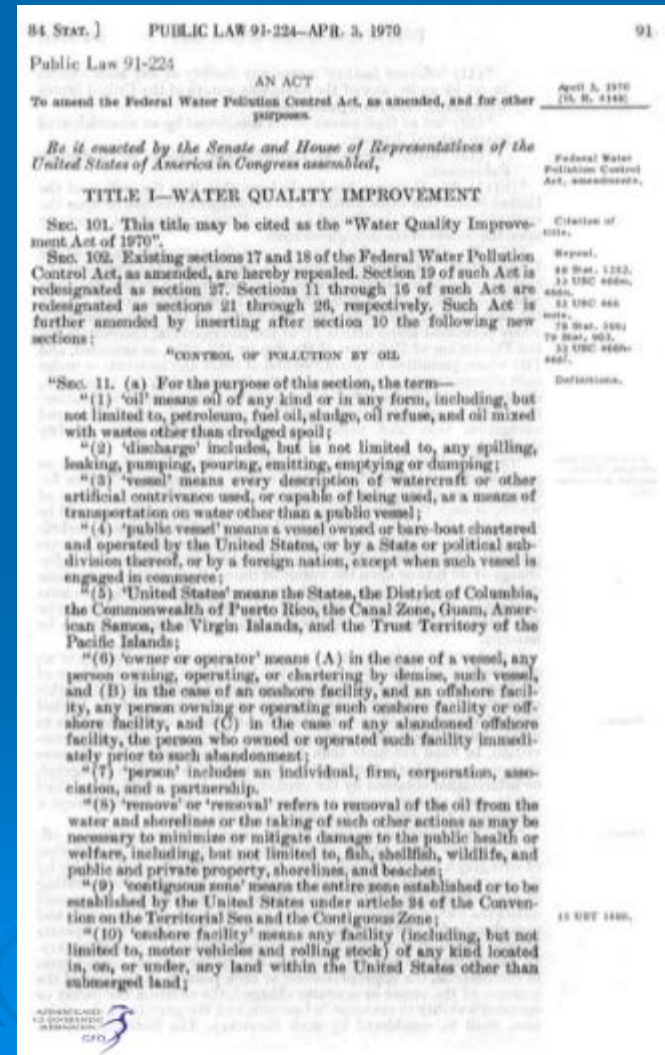 84 STAT. ] PUBLIC LAW 91-224-APR. 3, 1970 91
Public Law 91-224
AN ACT
To amend the Federal Water Pollution Control Act, as amended, and for other
purposes.
April 3, 1970
[H. R. 4148]
Be it enacted by the Senate and House of Representatives of the
United States of America in Congress assembled,
Federal Water
Pollution Control
Act, amendments.
TITLE I—WATER QUALITY IMPROVEMENT
SEC. 101. This title may be cited as the "Water Quality Improve-
ment Act of 1970".
Citation of
title.
SEC. 102. Existing sections 17 and 18 of the Federal Water Pollution
Control Act, as amended, are hereby repealed. Section 19 of such Act is
redesignated as section 27. Sections 11 through 16 of such Act are
redesignated as sections 21 through 26, respectively. Such Act is
further amended by inserting after section 10 the following new
sections:
Repeal.
33 USC 466
note.
"CONTROL OF POLLUTION BY OIL
"SEC. 11. (a) For the purpose of this section, the term—
Definitions.
"(1) 'oil' means oil of any kind or in any form, including, but
not limited to, petroleum, fuel oil, sludge, oil refuse, and oil mixed
with wastes other than dredged spoil;
"(2) 'discharge' includes, but is not limited to, any spilling,
leaking, pumping, pouring, emitting, emptying or dumping;
"(3) 'vessel' means every description of watercraft or other
artificial contrivance used, or capable of being used, as a means of
transportation on water other than a public vessel;
"(4) 'public vessel' means a vessel owned or bare-boat chartered
and operated by the United States, or by a State or political sub-
division thereof, or by a foreign nation, except when such vessel is
engaged in commerce;
"(5) 'United States' means the States, the District of Columbia,
the Commonwealth of Puerto Rico, the Canal Zone, Guam, Amer-
ican Samoa, the Virgin Islands, and the Trust Territory of the
Pacific Islands;
"(6) 'owner or operator' means (A) in the case of a vessel, any
person owning, operating, or chartering by demise, such vessel,
and (B) in the case of an onshore facility, and an offshore facil-
ity, any person owning or operating such onshore facility or off-
shore facility, and (C) in the case of any abandoned offshore
facility, the person who owned or operated such facility immedi-
ately prior to such abandonment;
"(7) 'person' includes an individual, firm, corporation, asso-
ciation, and a partnership.
"(8) 'remove' or 'removal' refers to removal of the oil from the
water and shorelines or the taking of such other actions as may be
necessary to minimize or mitigate damage to the public health or
welfare, including, but not limited to, fish, shellfish, wildlife, and
public and private property, shorelines, and beaches;
"(9) 'contiguous zone' means the entire zone established or to be
established by the United States under article 24 of the Conven-
tion on the Territorial Sea and the Contiguous Zone;
"(10) 'onshore facility' means any facility (including, but not
limited to, motor vehicles and rolling stock) of any kind located
in, on, or under, any land within the United States other than
submerged land;
GPO